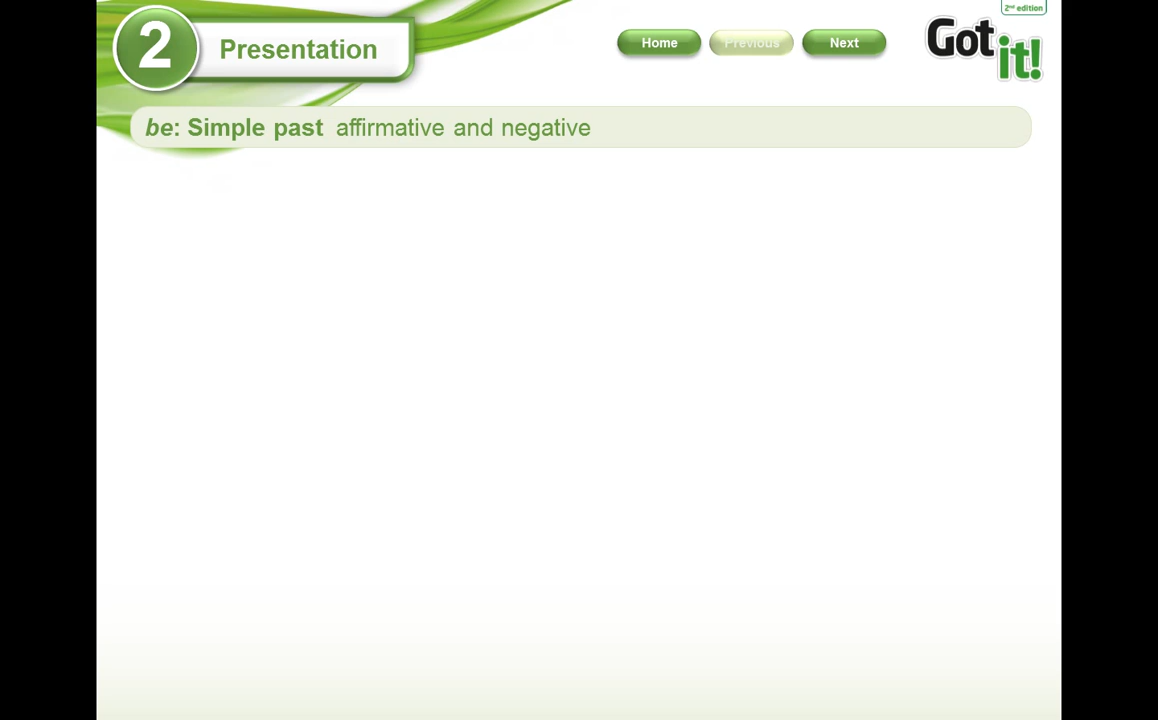 2nd edition
2 Presentation
Home Previous Next
Got it!
be: Simple past affirmative and negative